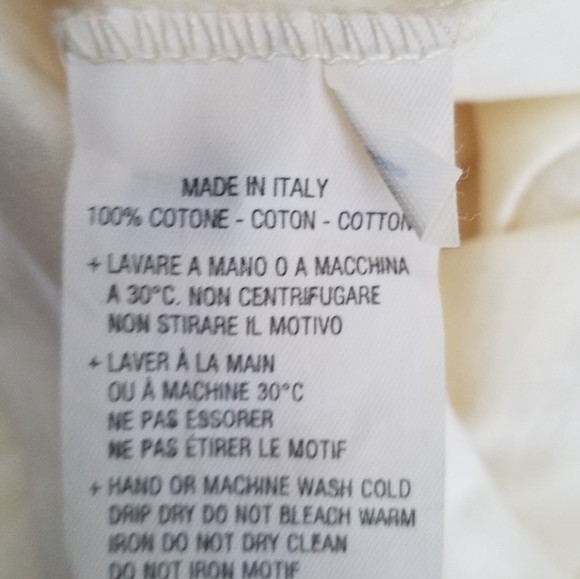 MADE IN ITALY
100% COTONE - COTON - COTTON
+ LAVARE A MANO O A MACCHINA
A 30°C. NON CENTRIFUGARE
NON STIRARE IL MOTIVO
+ LAVER À LA MAIN
OU À MACHINE 30°C
NE PAS ESSORER
NE PAS ÉTIRER LE MOTIF
+ HAND OR MACHINE WASH COLD
DRIP DRY DO NOT BLEACH WARM
IRON DO NOT DRY CLEAN
DO NOT IRON MOTIF